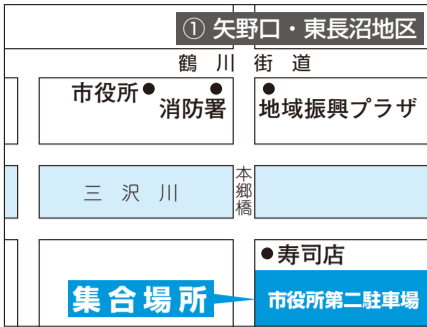 ① 矢野口・東長沼地区
鶴川街道
市役所
消防署
地域振興プラザ
三沢川
本郷橋
寿司店
集合場所
市役所第二駐車場